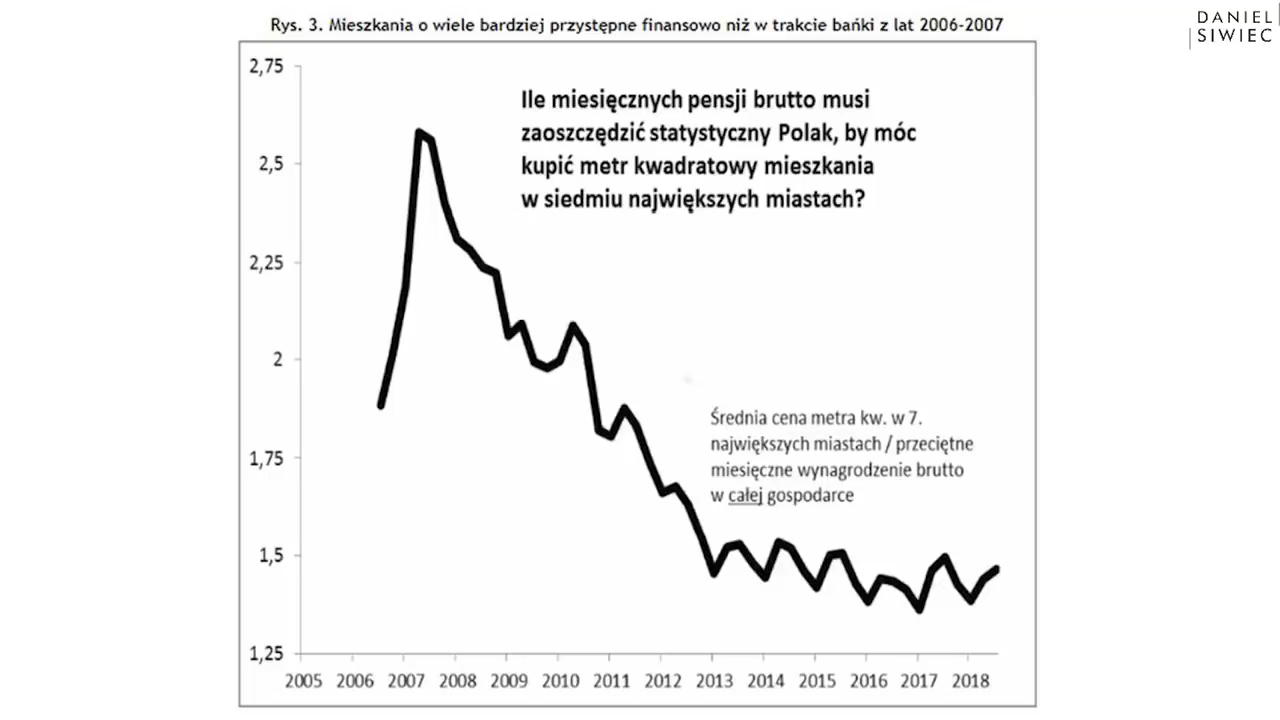 Rys. 3. Mieszkania o wiele bardziej przystępne finansowo niż w trakcie bańki z lat 2006-2007
DANIEL
SIWIEC
2,75
2,5
2,25
2
1,75
1,5
1,25
Ile miesięcznych pensji brutto musi
zaoszczędzić statystyczny Polak, by móc
kupić metr kwadratowy mieszkania
w siedmiu największych miastach?
Średnia cena metra kw. w 7.
największych miastach / przeciętne
miesięczne wynagrodzenie brutto
w całej gospodarce
2005 2006 2007 2008 2009 2010 2011 2012 2013 2014 2015 2016 2017 2018